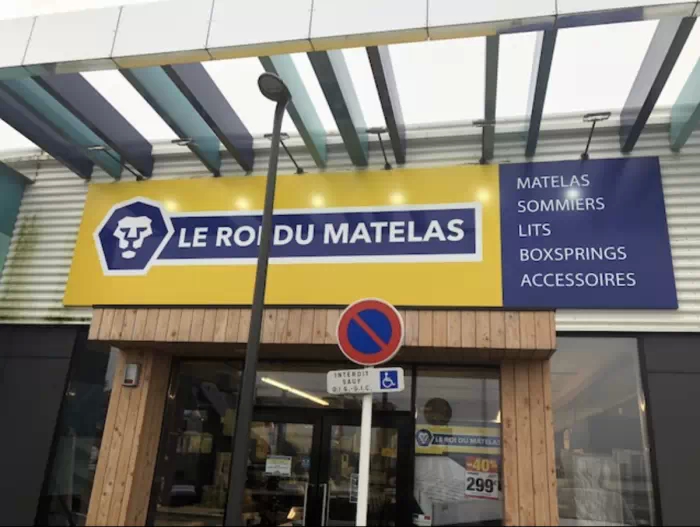 LE ROI DU MATELAS
MATELAS
SOMMIERS
LITS
BOXSPRINGS
ACCESSOIRES
INTERDIT
SAUF
G.I.G.-G.I.C.
LE ROI DU MATELAS
-40%
299